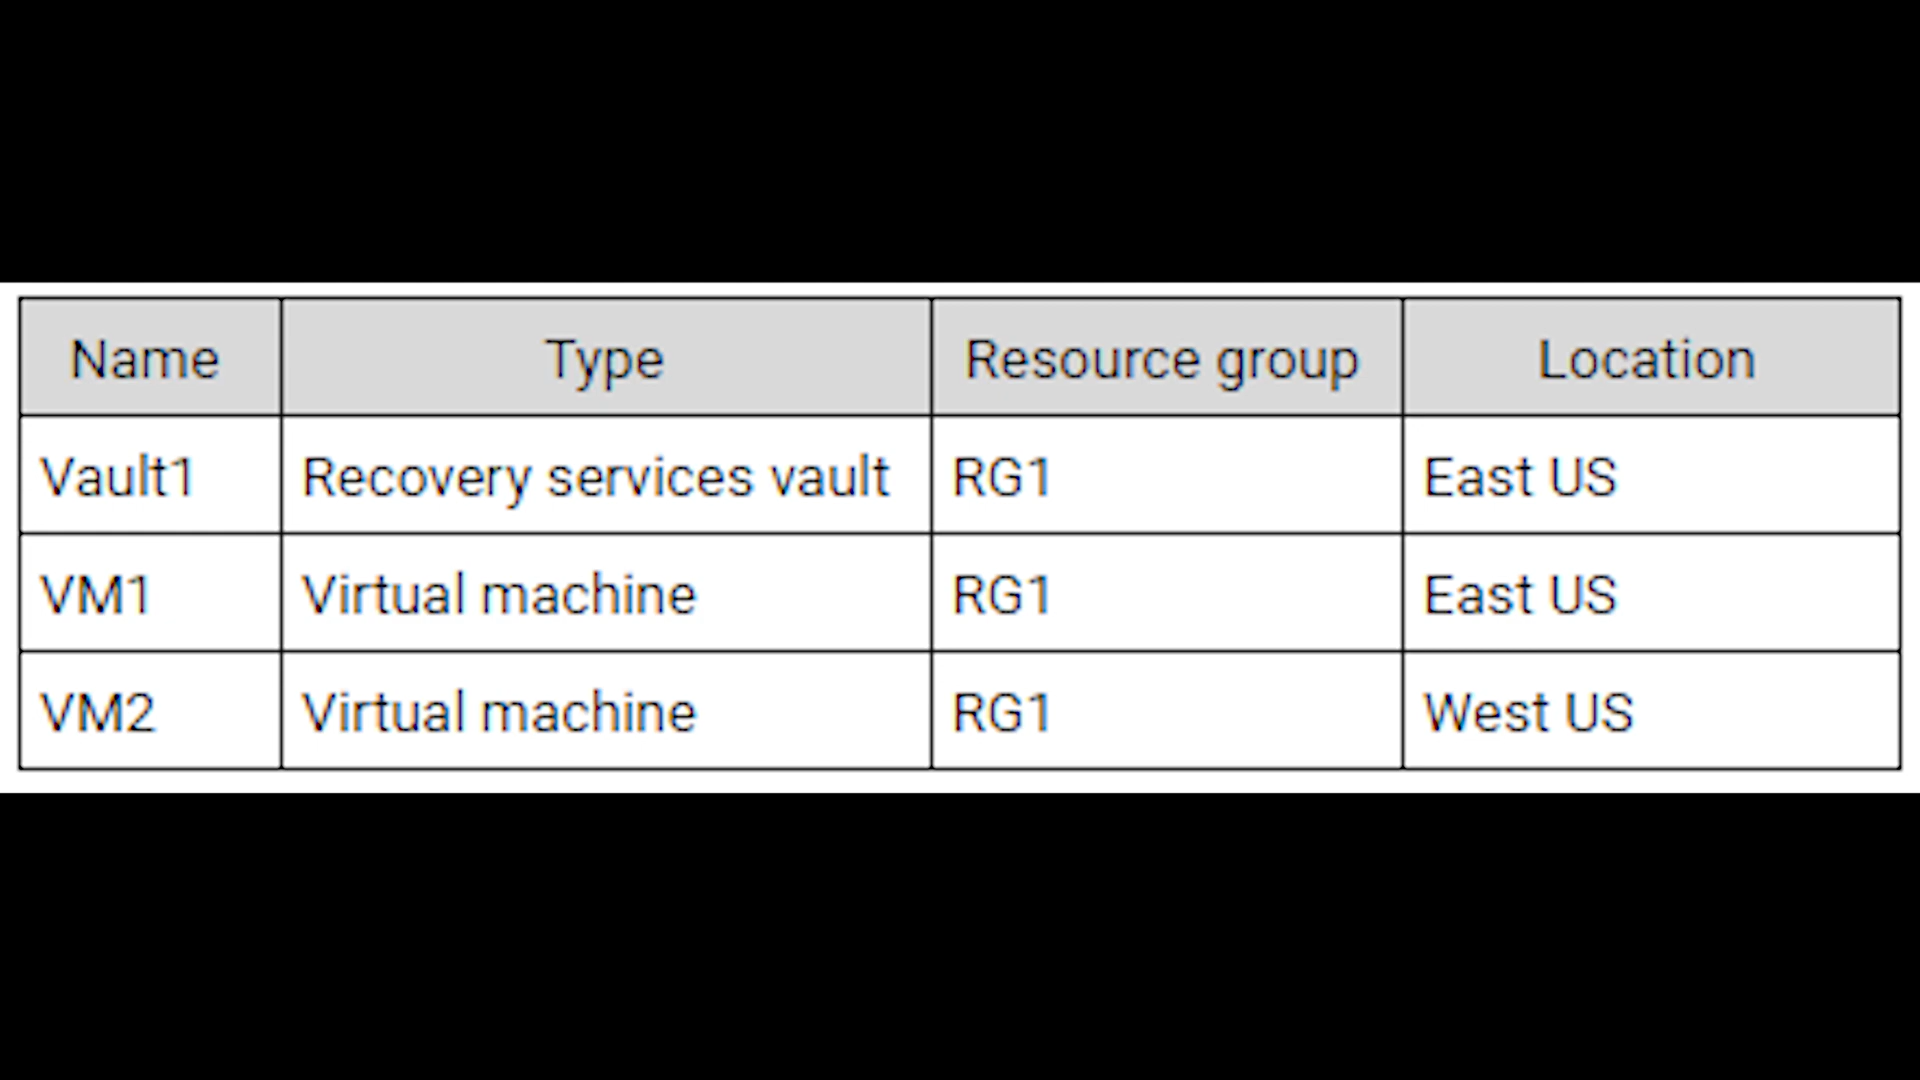 Name Type Resource group Location
Vault1 Recovery services vault RG1 East US
VM1 Virtual machine RG1 East US
VM2 Virtual machine RG1 West US